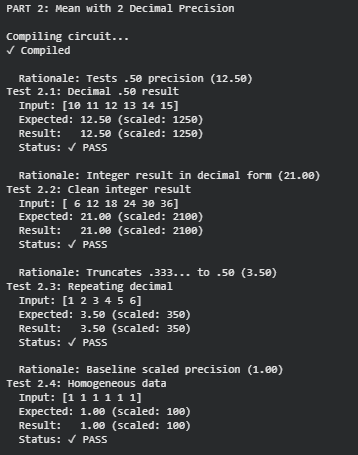 PART 2: Mean with 2 Decimal Precision
Compiling circuit...
✓ Compiled
Rationale: Tests .50 precision (12.50)
Test 2.1: Decimal .50 result
Input: [10 11 12 13 14 15]
Expected: 12.50 (scaled: 1250)
Result: 12.50 (scaled: 1250)
Status: ✓ PASS
Rationale: Integer result in decimal form (21.00)
Test 2.2: Clean integer result
Input: [ 6 12 18 24 30 36]
Expected: 21.00 (scaled: 2100)
Result: 21.00 (scaled: 2100)
Status: ✓ PASS
Rationale: Truncates .333... to .50 (3.50)
Test 2.3: Repeating decimal
Input: [1 2 3 4 5 6]
Expected: 3.50 (scaled: 350)
Result: 3.50 (scaled: 350)
Status: ✓ PASS
Rationale: Baseline scaled precision (1.00)
Test 2.4: Homogeneous data
Input: [1 1 1 1 1 1]
Expected: 1.00 (scaled: 100)
Result: 1.00 (scaled: 100)
Status: ✓ PASS